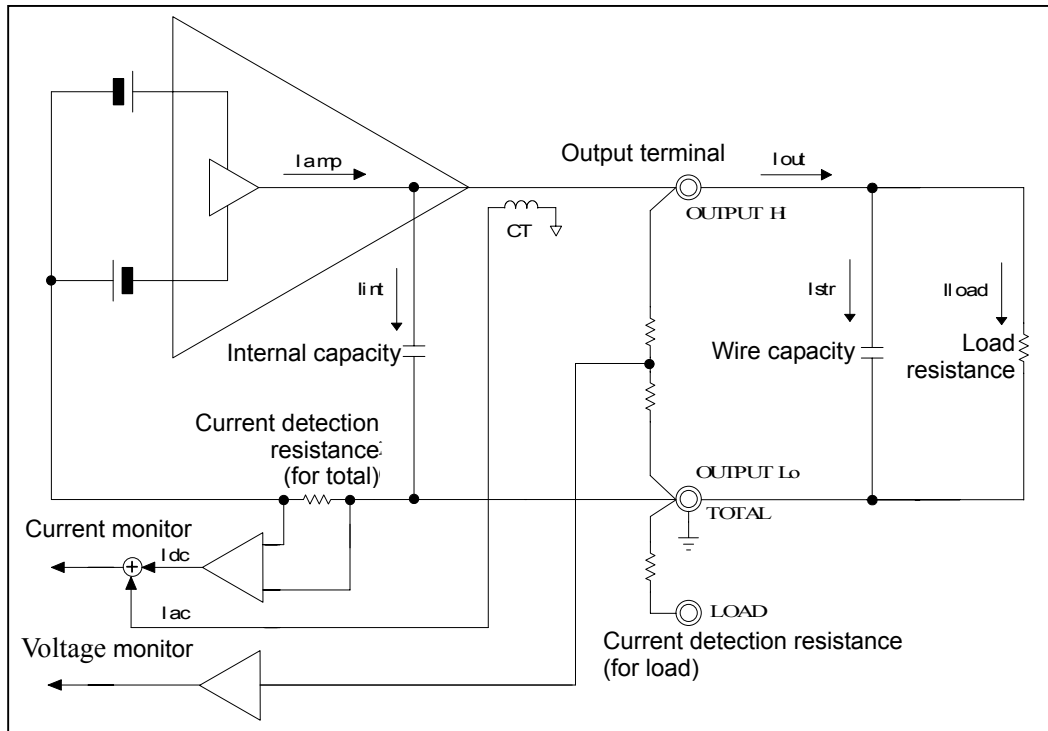 Iamp
Output terminal
Iout
OUTPUT H
CT
Iint
Istr
Iload
Internal capacity
Wire capacity
Load
resistance
Current detection
resistance
(for total)
OUTPUT Lo
TOTAL
Current monitor
Idc
Iac
LOAD
Current detection resistance
(for load)
Voltage monitor